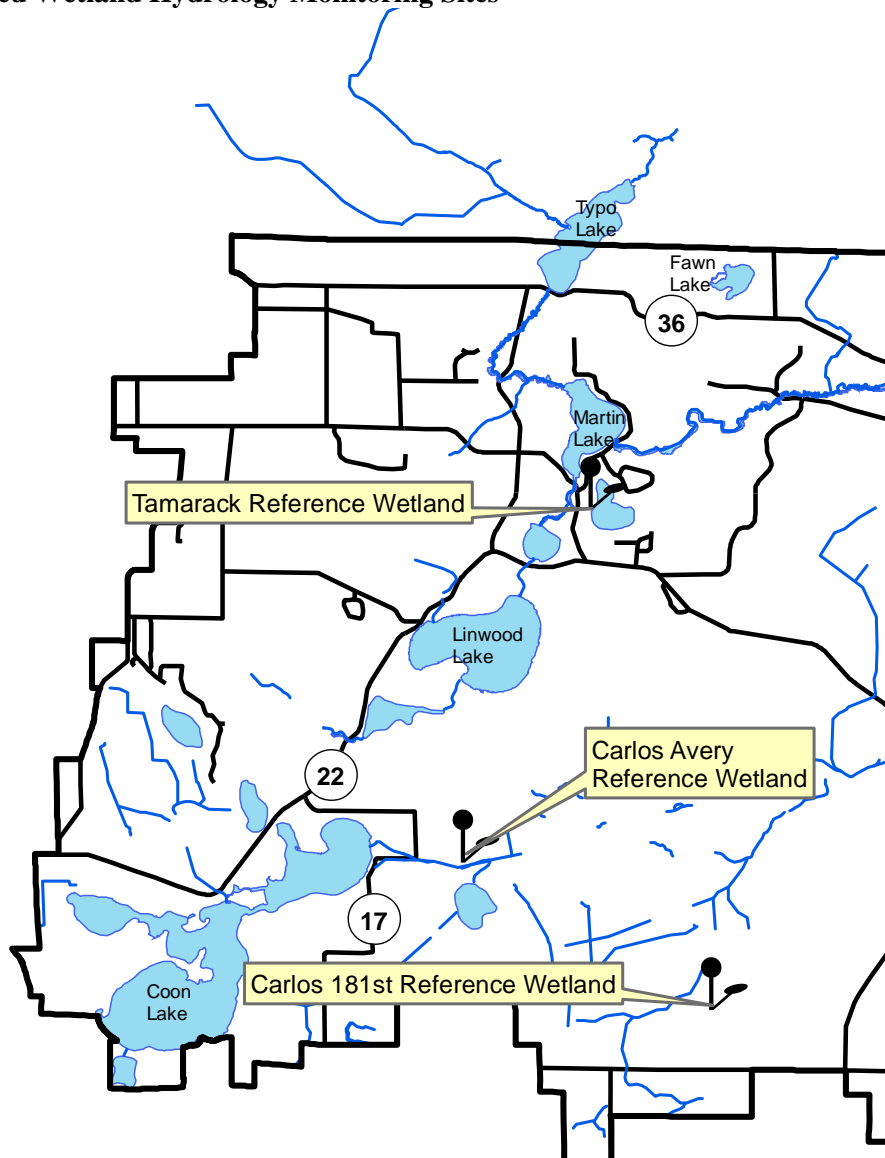 Wetland Hydrology Monitoring Sites
Typo
Lake
Fawn
Lake
36
Martin
Lake
Tamarack Reference Wetland
Linwood
Lake
Carlos Avery
Reference Wetland
22
17
Carlos 181st Reference Wetland
Coon
Lake